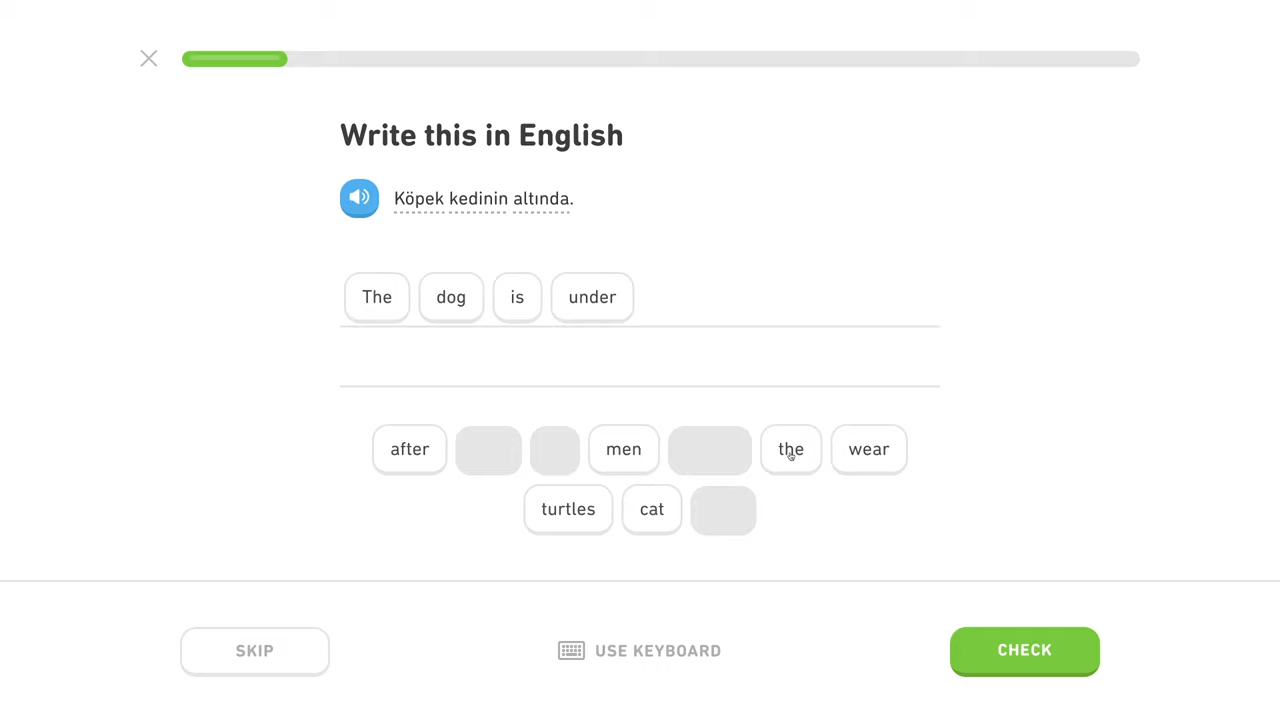 Write this in English
Köpek kedinin altında.
The dog is under
after men the wear
turtles cat
SKIP USE KEYBOARD CHECK